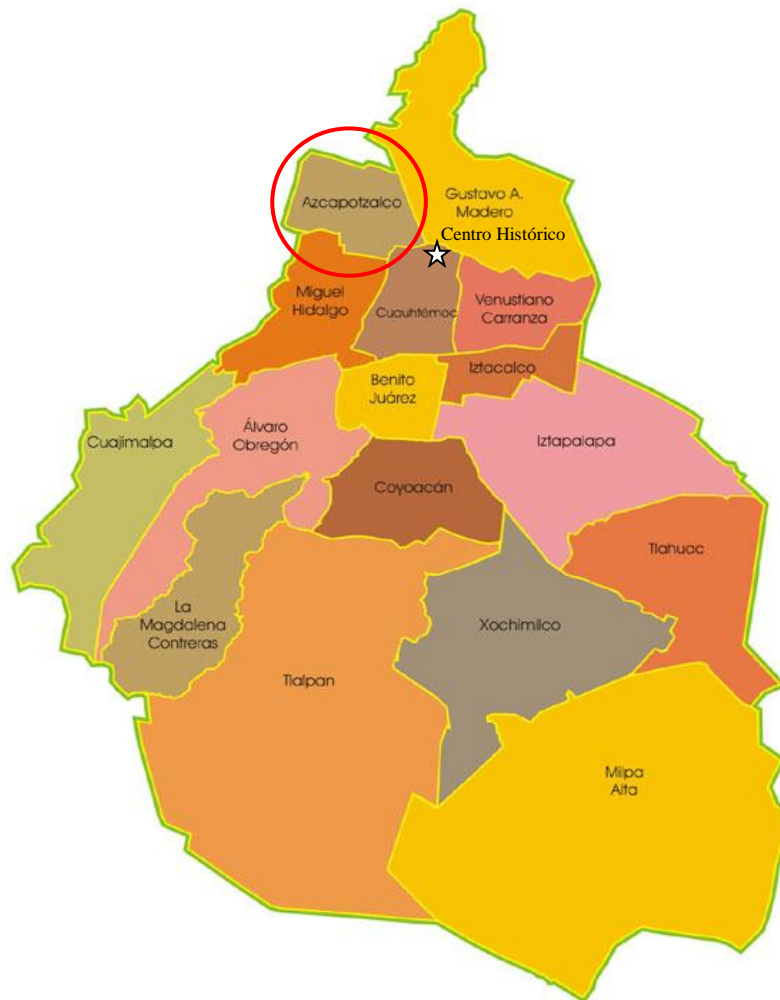 Azcapotzalco
Gustavo A.
Madero
Centro Histórico
Miguel
Hidalgo
Cuauhtémoc
Venustiano
Carranza
Iztacalco
Benito
Juárez
Cuajimalpa
Álvaro
Obregón
Iztapalapa
Coyoacán
Tlahuac
La
Magdalena
Contreras
Xochimilco
Tlalpan
Milpa
Alta